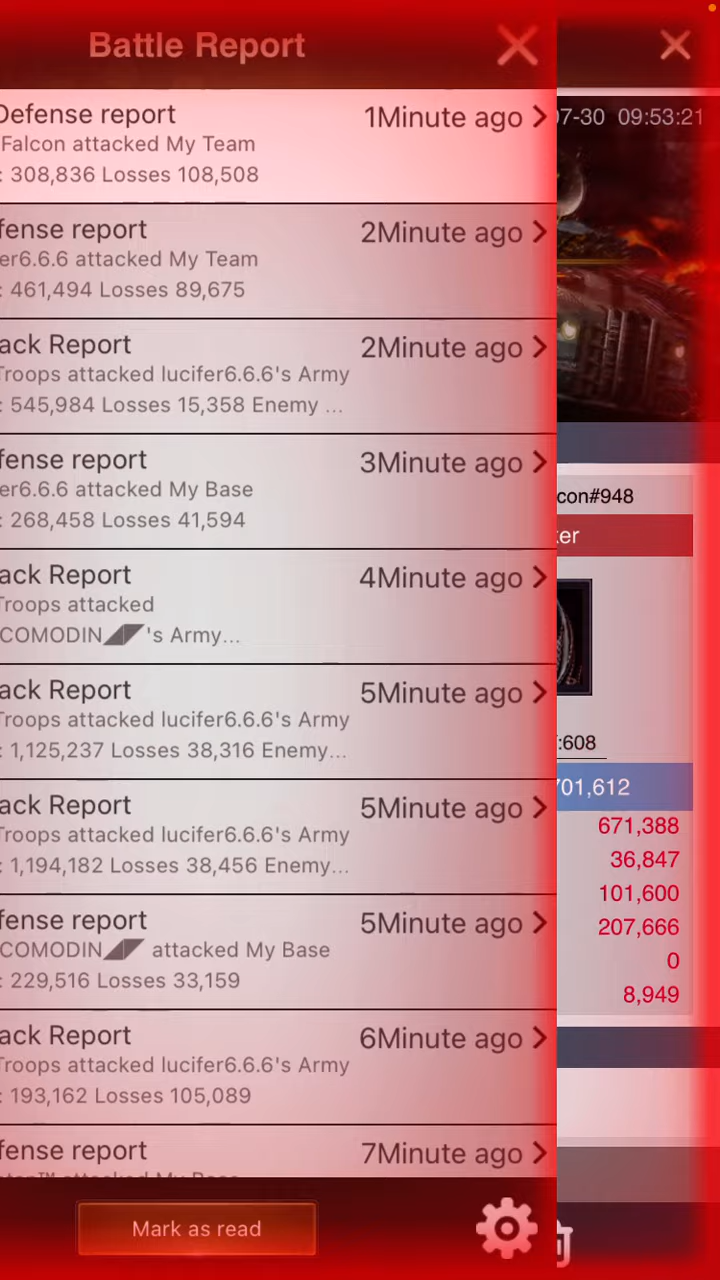 Battle Report
Defense report
1Minute ago
Falcon attacked My Team
: 308,836 Losses 108,508
fense report
2Minute ago
er6.6.6 attacked My Team
: 461,494 Losses 89,675
ack Report
2Minute ago
Troops attacked lucifer6.6.6's Army
: 545,984 Losses 15,358 Enemy ...
fense report
3Minute ago
er6.6.6 attacked My Base
: 268,458 Losses 41,594
ack Report
4Minute ago
Troops attacked
COMODIN◢◤'s Army...
ack Report
5Minute ago
Troops attacked lucifer6.6.6's Army
: 1,125,237 Losses 38,316 Enemy...
ack Report
5Minute ago
Troops attacked lucifer6.6.6's Army
: 1,194,182 Losses 38,456 Enemy...
fense report
5Minute ago
COMODIN◢◤ attacked My Base
: 229,516 Losses 33,159
ack Report
6Minute ago
Troops attacked lucifer6.6.6's Army
: 193,162 Losses 105,089
fense report
7Minute ago
Mark as read
07-30 09:53:21
con#948
ker
:608
701,612
671,388
36,847
101,600
207,666
0
8,949